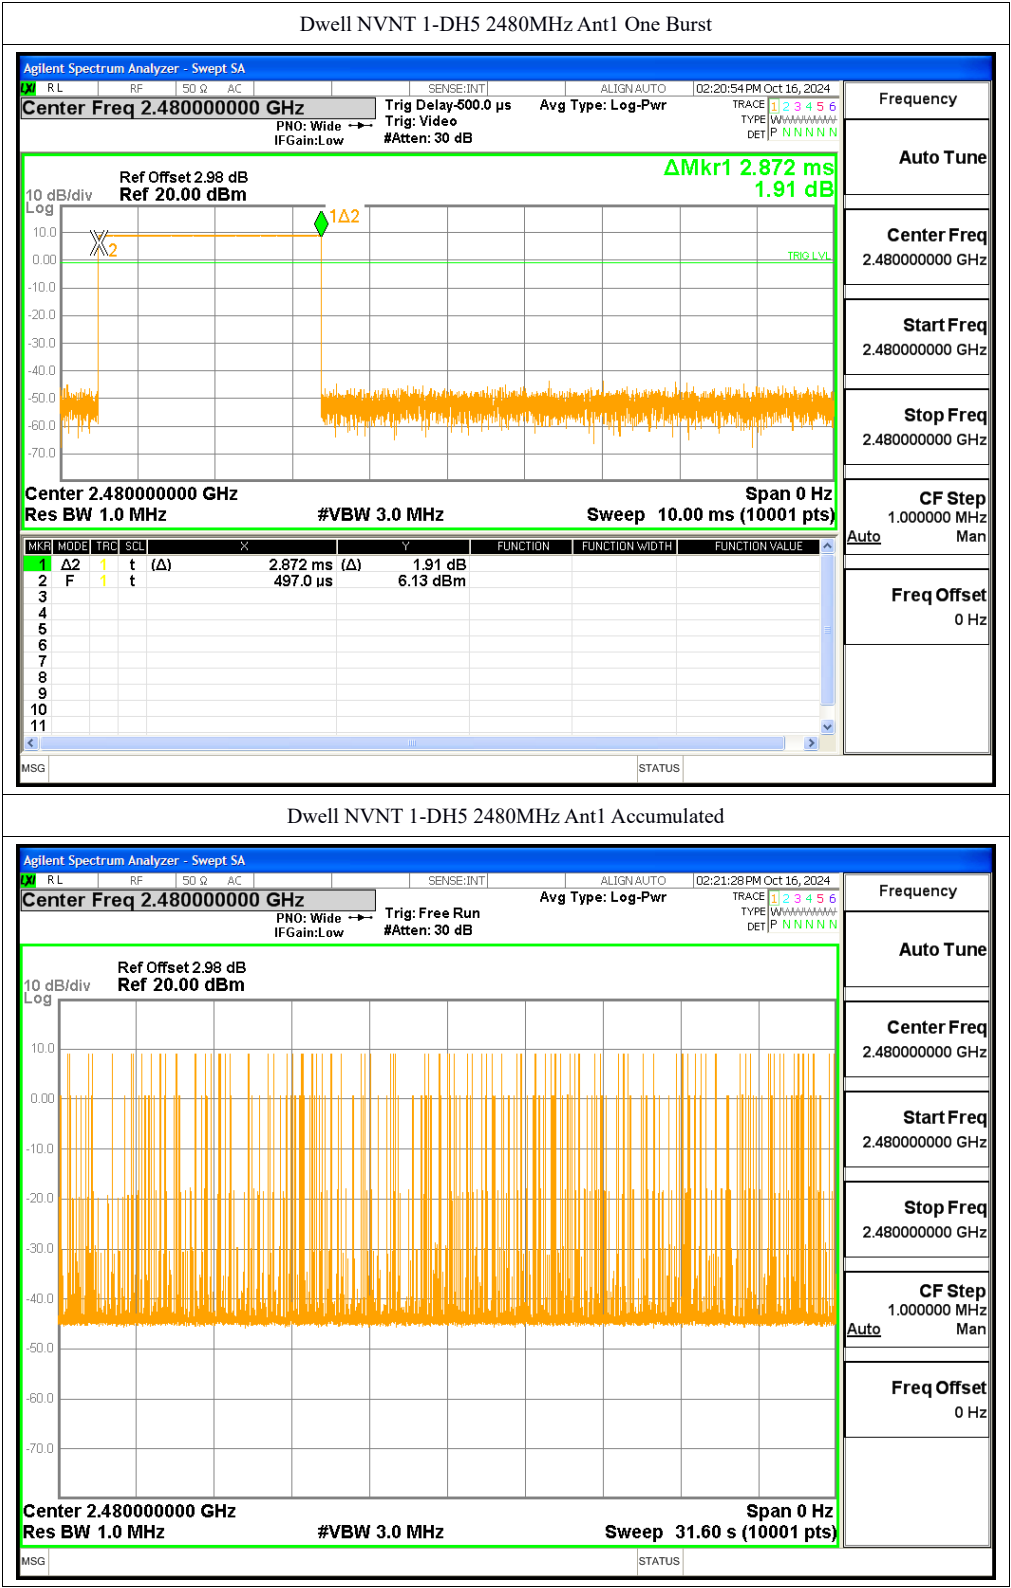 Dwell NVNT 1-DH5 2480MHz Ant1 One Burst
Agilent Spectrum Analyzer - Swept SA
LXI RL RF 50 Ω AC SENSE:INT ALIGN AUTO 02:20:54 PM Oct 16, 2024
Center Freq 2.480000000 GHz
Trig Delay-500.0 µs Avg Type: Log-Pwr
TRACE 1 2 3 4 5 6
PNO: Wide Trig: Video
TYPE WWWWWW
IFGain:Low #Atten: 30 dB
DET P N N N N N
Frequency
Auto Tune
Center Freq
2.480000000 GHz
Start Freq
2.480000000 GHz
Stop Freq
2.480000000 GHz
CF Step
1.000000 MHz
Auto Man
Freq Offset
0 Hz
ΔMkr1 2.872 ms
1.91 dB
Ref Offset 2.98 dB
10 dB/div Ref 20.00 dBm
Log
1Δ2
10.0
2
0.00
TRIG LVL
-10.0
-20.0
-30.0
-40.0
-50.0
-60.0
-70.0
Center 2.480000000 GHz Span 0 Hz
Res BW 1.0 MHz #VBW 3.0 MHz Sweep 10.00 ms (10001 pts)
MKR MODE TRC SCL X Y FUNCTION FUNCTION WIDTH FUNCTION VALUE
1 Δ2 1 t (Δ) 2.872 ms (Δ) 1.91 dB
2 F 1 t 497.0 µs 6.13 dBm
3
4
5
6
7
8
9
10
11
MSG STATUS
Dwell NVNT 1-DH5 2480MHz Ant1 Accumulated
Agilent Spectrum Analyzer - Swept SA
LXI RL RF 50 Ω AC SENSE:INT ALIGN AUTO 02:21:28 PM Oct 16, 2024
Center Freq 2.480000000 GHz
Avg Type: Log-Pwr
TRACE 1 2 3 4 5 6
PNO: Wide Trig: Free Run
TYPE WWWWWW
IFGain:Low #Atten: 30 dB
DET P N N N N N
Frequency
Auto Tune
Center Freq
2.480000000 GHz
Start Freq
2.480000000 GHz
Stop Freq
2.480000000 GHz
CF Step
1.000000 MHz
Auto Man
Freq Offset
0 Hz
Ref Offset 2.98 dB
10 dB/div Ref 20.00 dBm
Log
10.0
0.00
-10.0
-20.0
-30.0
-40.0
-50.0
-60.0
-70.0
Center 2.480000000 GHz Span 0 Hz
Res BW 1.0 MHz #VBW 3.0 MHz Sweep 31.60 s (10001 pts)
MSG STATUS